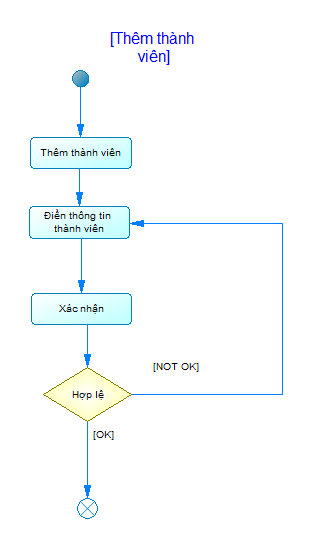 [Thêm thành
viên]
Thêm thành viên
Điền thông tin
thành viên
Xác nhận
[NOT OK]
Hợp lệ
[OK]